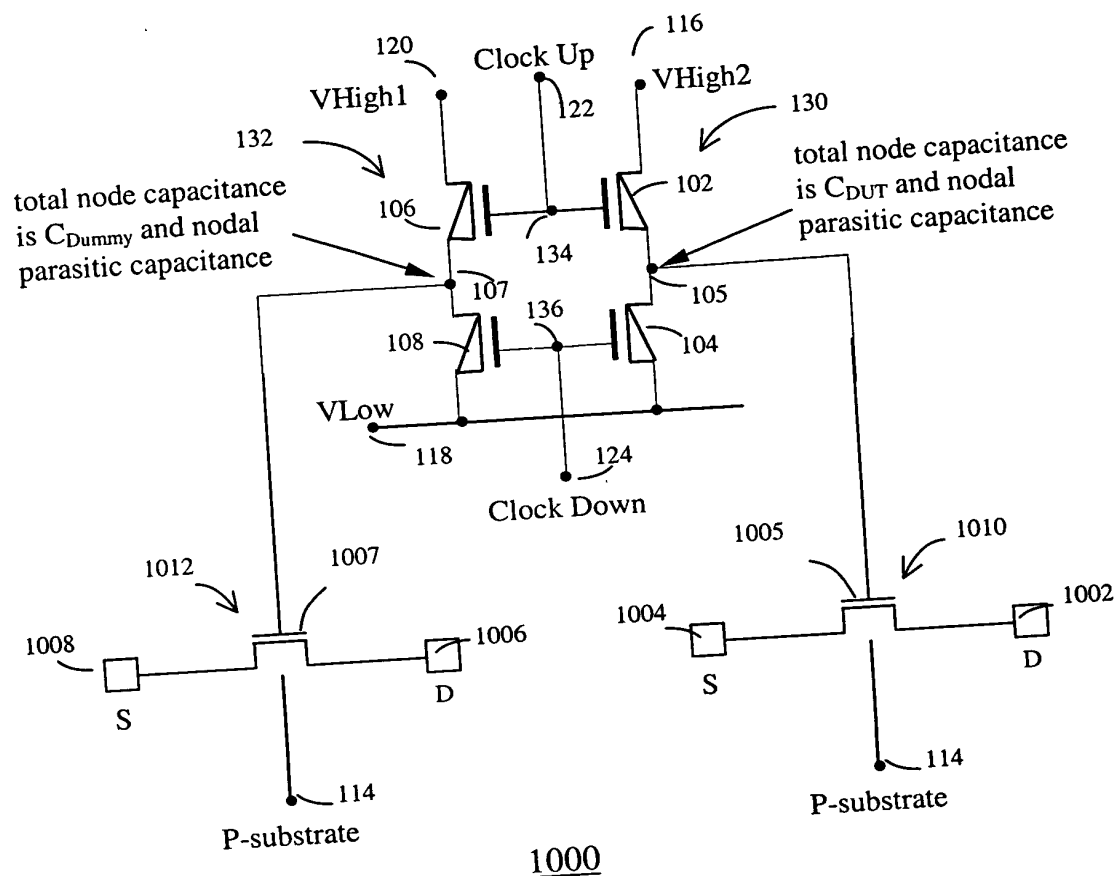 116
120
Clock Up
VHigh2
VHigh1
122
130
132
total node capacitance
is CDUT and nodal
parasitic capacitance
total node capacitance
is CDummy and nodal
parasitic capacitance
106
102
134
107
105
136
108
104
VLow
118
124
Clock Down
1005
1010
1007
1012
1002
1004
1006
1008
D
S
D
S
114
114
P-substrate
P-substrate
1000